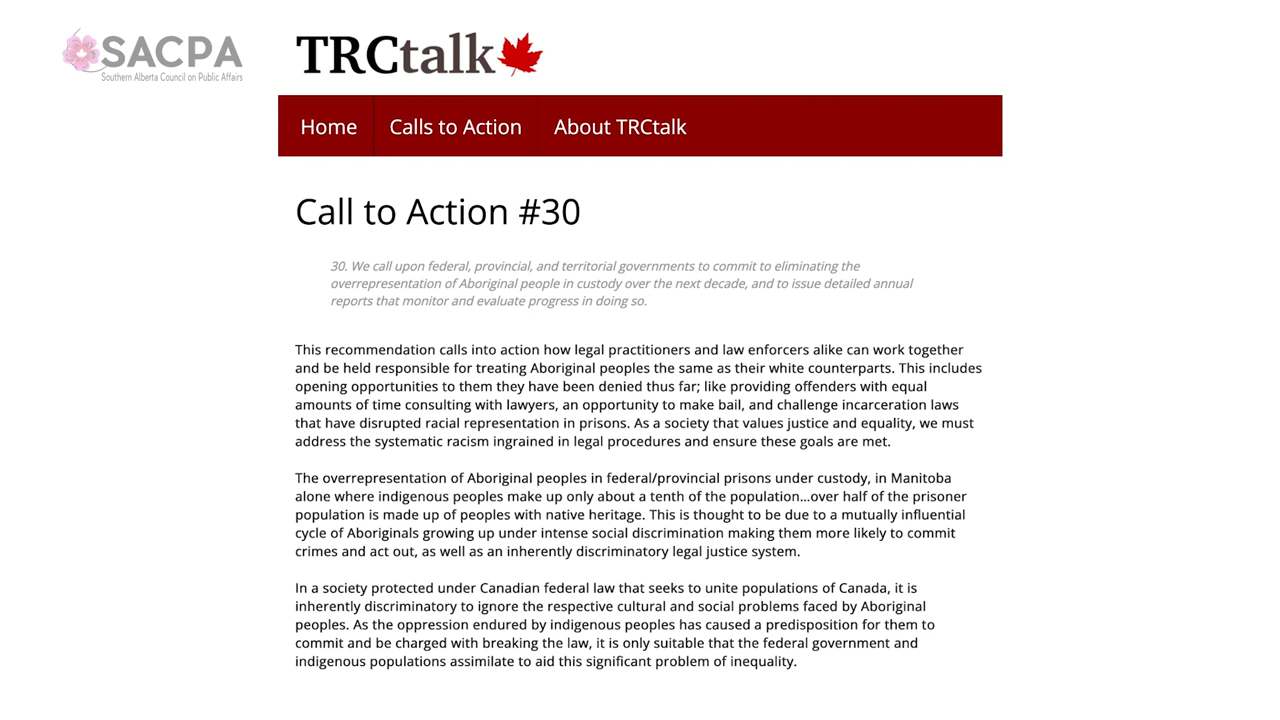 SACPA
Southern Alberta Council on Public Affairs
TRCtalk
Home
Calls to Action
About TRCtalk
Call to Action #30
30. We call upon federal, provincial, and territorial governments to commit to eliminating the
overrepresentation of Aboriginal people in custody over the next decade, and to issue detailed annual
reports that monitor and evaluate progress in doing so.
This recommendation calls into action how legal practitioners and law enforcers alike can work together
and be held responsible for treating Aboriginal peoples the same as their white counterparts. This includes
opening opportunities to them they have been denied thus far; like providing offenders with equal
amounts of time consulting with lawyers, an opportunity to make bail, and challenge incarceration laws
that have disrupted racial representation in prisons. As a society that values justice and equality, we must
address the systematic racism ingrained in legal procedures and ensure these goals are met.
The overrepresentation of Aboriginal peoples in federal/provincial prisons under custody, in Manitoba
alone where indigenous peoples make up only about a tenth of the population...over half of the prisoner
population is made up of peoples with native heritage. This is thought to be due to a mutually influential
cycle of Aboriginals growing up under intense social discrimination making them more likely to commit
crimes and act out, as well as an inherently discriminatory legal justice system.
In a society protected under Canadian federal law that seeks to unite populations of Canada, it is
inherently discriminatory to ignore the respective cultural and social problems faced by Aboriginal
peoples. As the oppression endured by indigenous peoples has caused a predisposition for them to
commit and be charged with breaking the law, it is only suitable that the federal government and
indigenous populations assimilate to aid this significant problem of inequality.